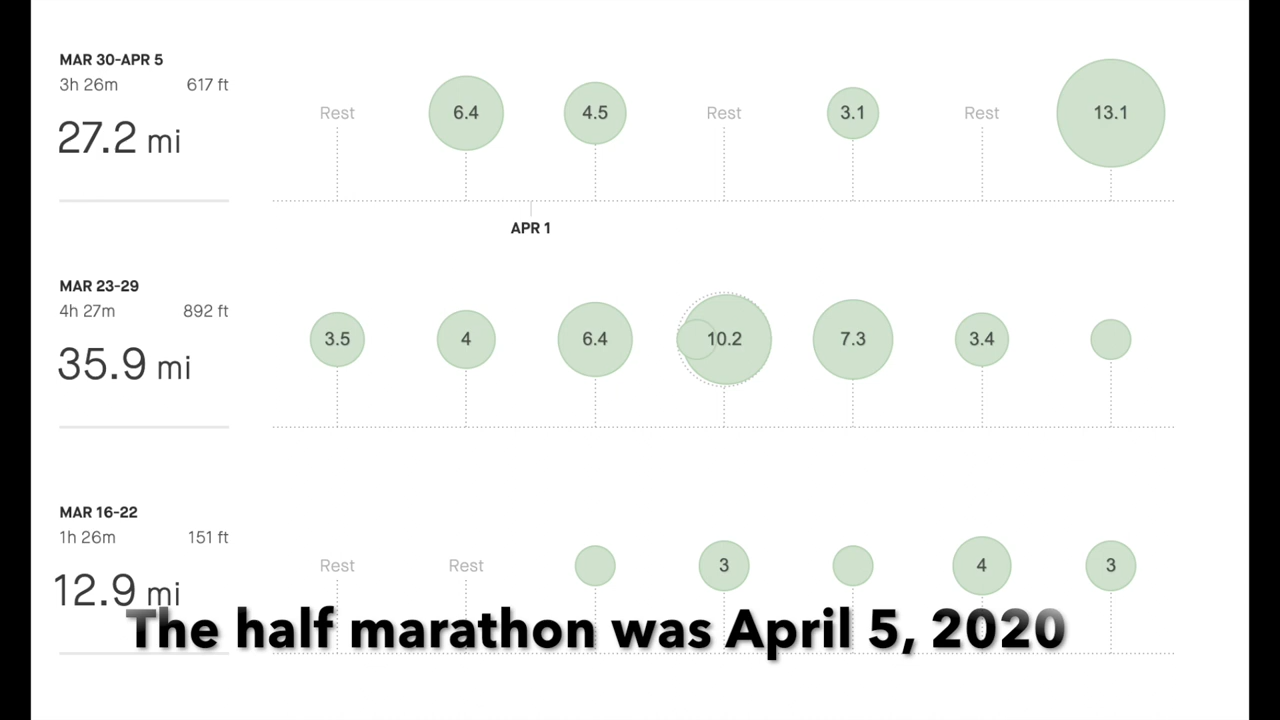 MAR 30-APR 5
3h 26m 617 ft
27.2 mi
Rest 6.4 4.5 Rest 3.1 Rest 13.1
APR 1
MAR 23-29
4h 27m 892 ft
35.9 mi
3.5 4 6.4 10.2 7.3 3.4
MAR 16-22
1h 26m 151 ft
12.9 mi
Rest Rest 3 4 3
The half marathon was April 5, 2020